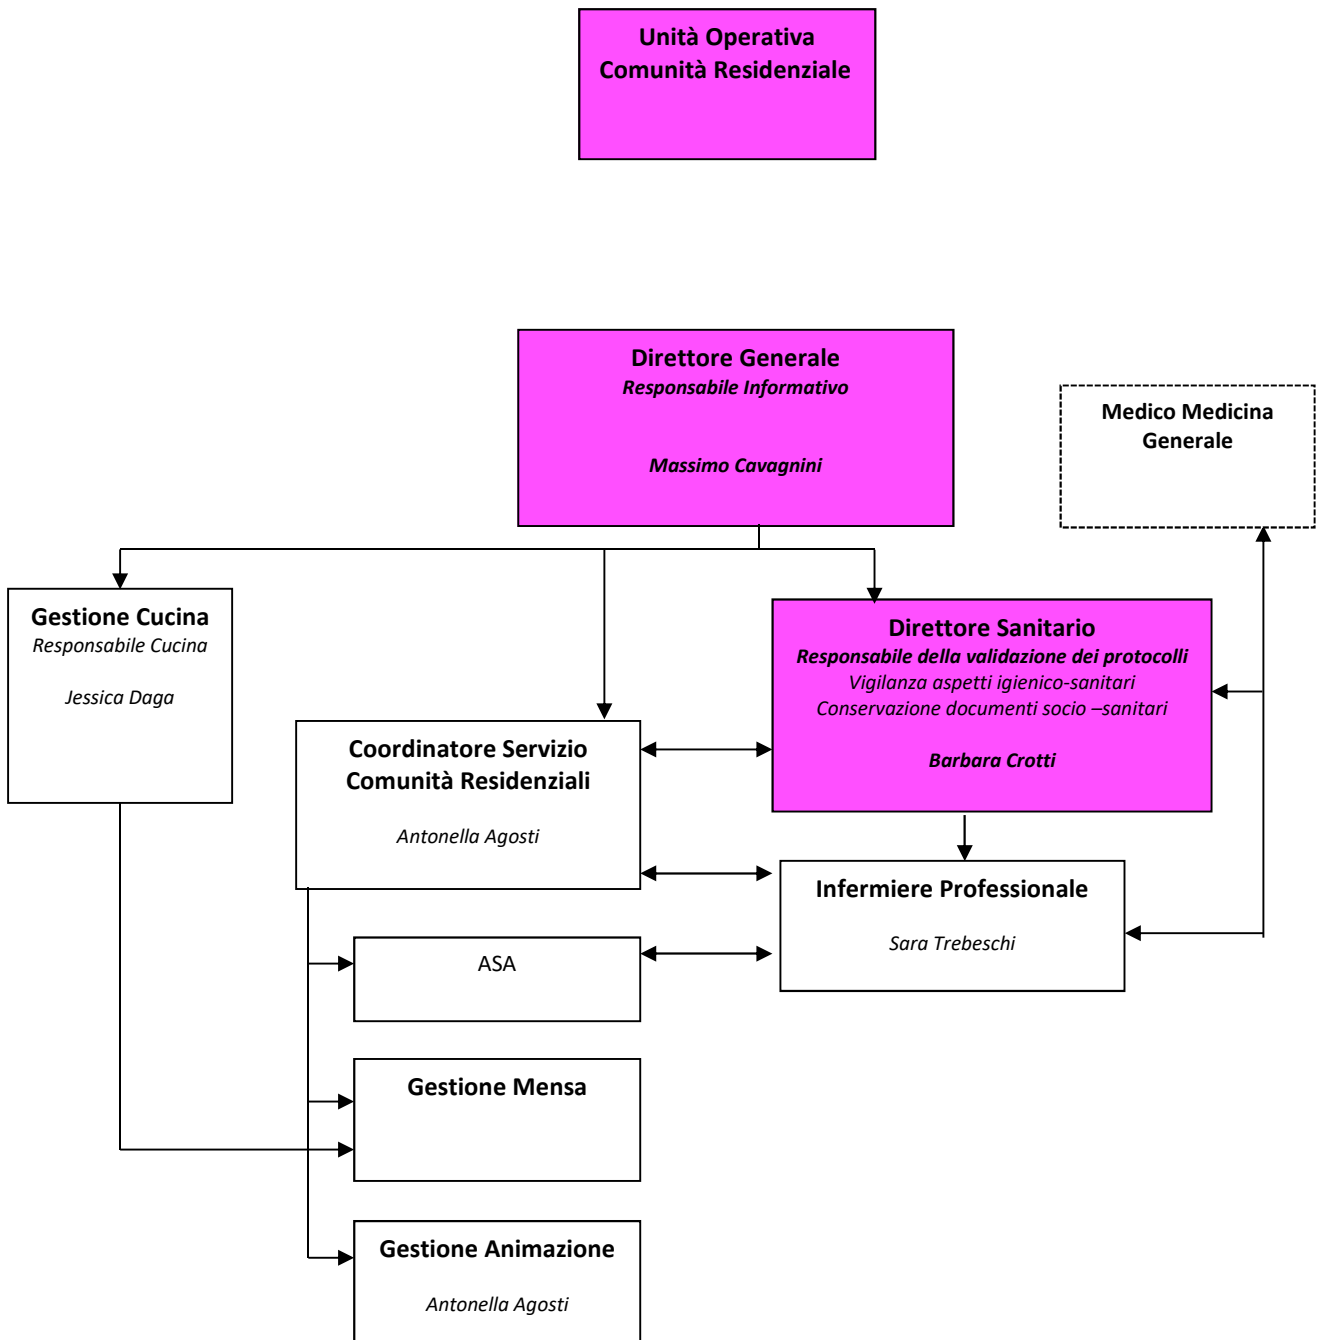 Unità Operativa
Comunità Residenziale
Direttore Generale
Responsabile Informativo
Massimo Cavagnini
Medico Medicina
Generale
Gestione Cucina
Responsabile Cucina
Jessica Daga
Direttore Sanitario
Responsabile della validazione dei protocolli
Vigilanza aspetti igienico-sanitari
Conservazione documenti socio –sanitari
Barbara Crotti
Coordinatore Servizio
Comunità Residenziali
Antonella Agosti
Infermiere Professionale
Sara Trebeschi
ASA
Gestione Mensa
Gestione Animazione
Antonella Agosti